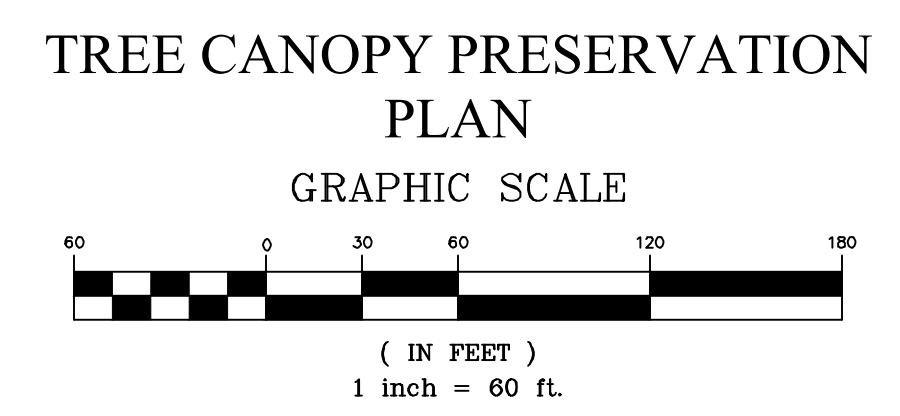 TREE CANOPY PRESERVATION
PLAN
GRAPHIC SCALE
60 0 30 60 120 180
( IN FEET )
1 inch = 60 ft.